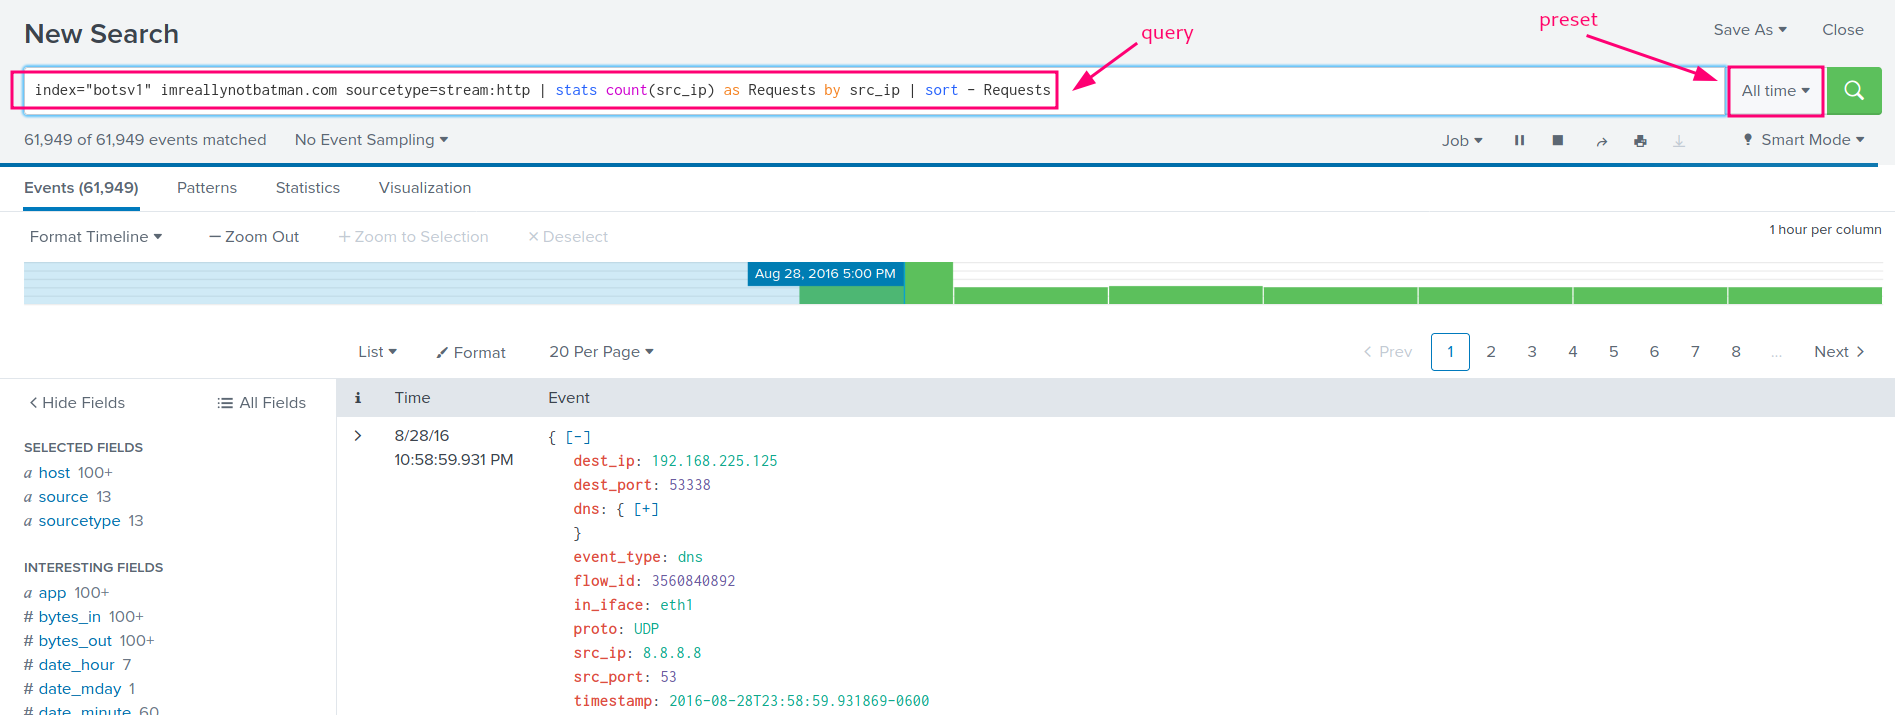 New Search
query
preset
Save As
Close
index="botsv1" imreallynotbatman.com sourcetype=stream:http | stats count(src_ip) as Requests by src_ip | sort - Requests
All time
61,949 of 61,949 events matched
No Event Sampling
Job
Smart Mode
Events (61,949)
Patterns
Statistics
Visualization
Format Timeline
— Zoom Out
+ Zoom to Selection
× Deselect
1 hour per column
Aug 28, 2016 5:00 PM
List
Format
20 Per Page
< Prev
1
2
3
4
5
6
7
8
...
Next >
< Hide Fields
All Fields
i
Time
Event
SELECTED FIELDS
a host 100+
a source 13
a sourcetype 13
INTERESTING FIELDS
a app 100+
# bytes_in 100+
# bytes_out 100+
# date_hour 7
# date_mday 1
# date_minute 60
>
8/28/16
10:58:59.931 PM
{ [-]
dest_ip: 192.168.225.125
dest_port: 53338
dns: { [+]
}
event_type: dns
flow_id: 3560840892
in_iface: eth1
proto: UDP
src_ip: 8.8.8.8
src_port: 53
timestamp: 2016-08-28T23:58:59.931869-0600